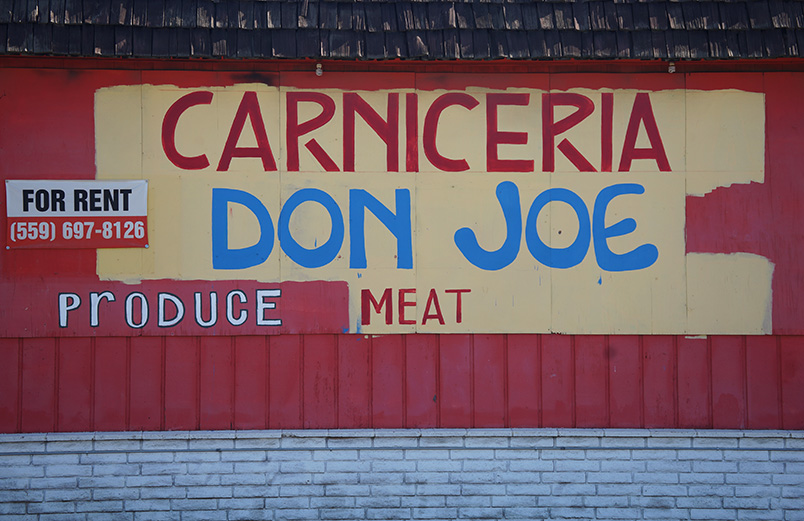 CARNICERIA
DON JOE
FOR RENT
(559) 697-8126
PRODUCE MEAT